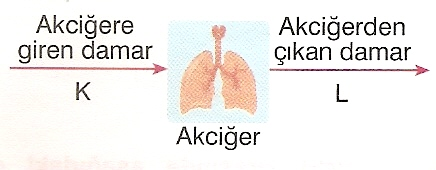 Akciğere
giren damar
K
Akciğer
Akciğerden
çıkan damar
L